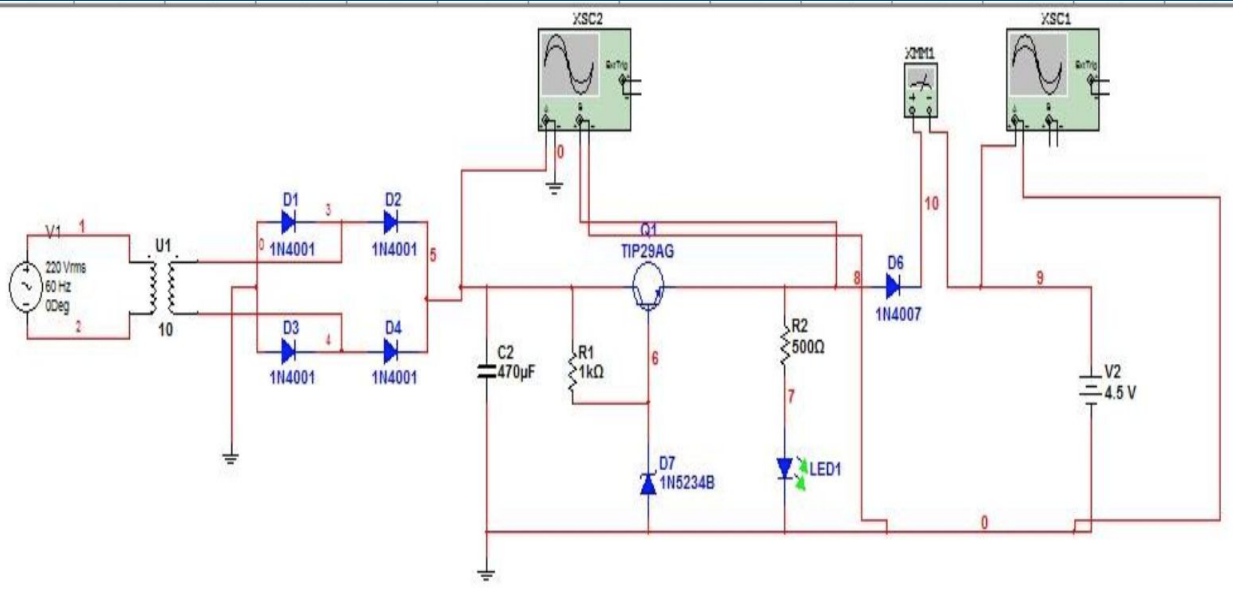 XSC2
XSC1
Ext Trig
XMM1
Ext Trig
A
B
A
B
0
10
V1
1
U1
D1
3
D2
Q1
0
1N4001
1N4001
TIP29AG
5
220 Vrms
60 Hz
0Deg
8
D6
9
1N4007
2
10
D3
4
D4
C2
470µF
R1
1kΩ
6
R2
500Ω
V2
4.5 V
1N4001
1N4001
7
D7
1N5234B
LED1
0